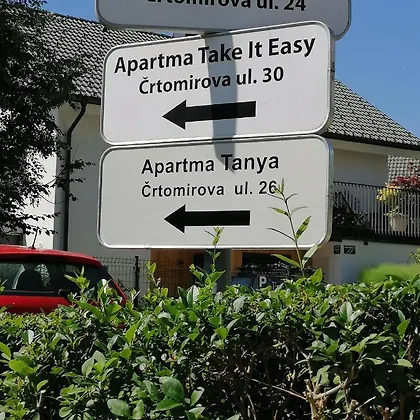 Črtomirova ul. 24
Apartma Take It Easy
Črtomirova ul. 30
Apartma Tanya
Črtomirova ul. 26
P